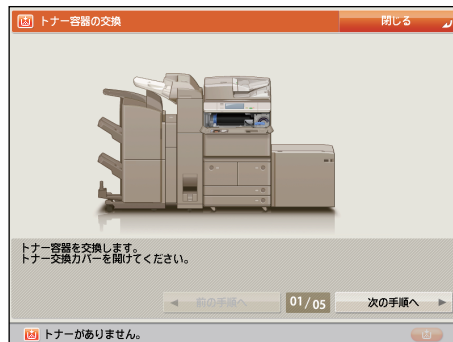 トナー容器の交換
閉じる
トナー容器を交換します。
トナー交換カバーを開けてください。
前の手順へ
01/05
次の手順へ
トナーがありません。